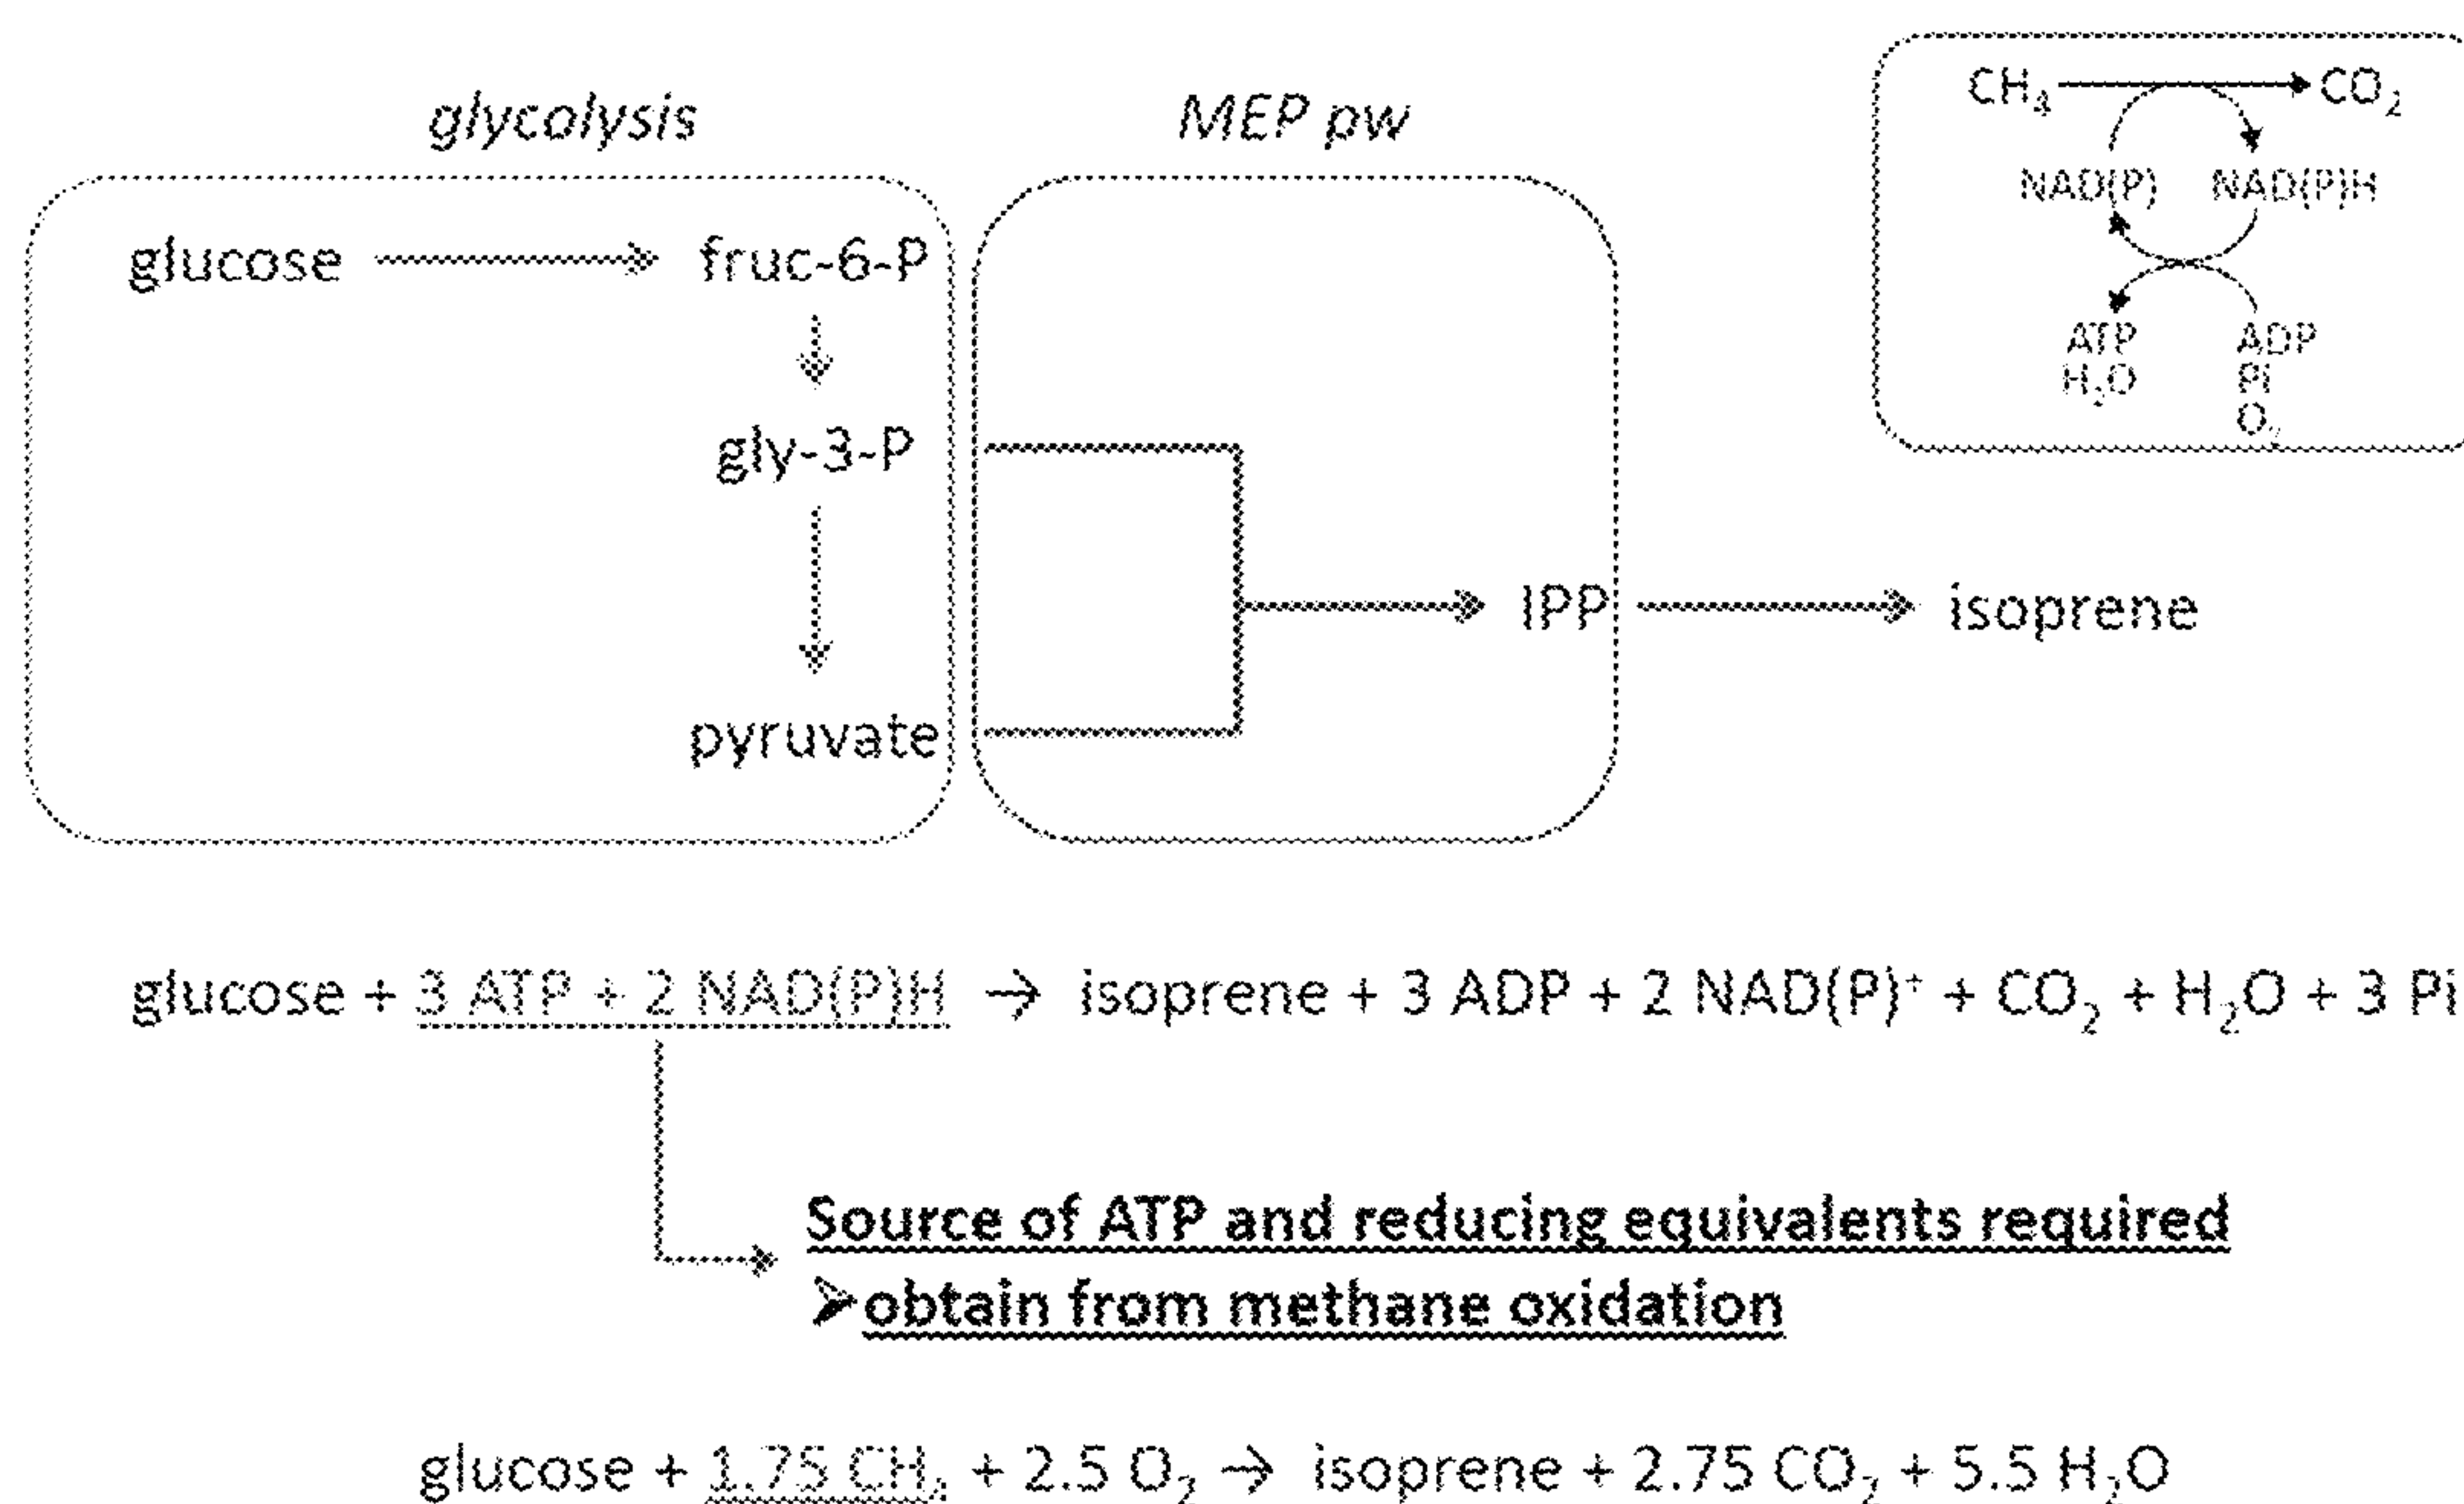 glycolysis
MEP pw
CH₄ CO₂
NAD(P) NAD(P)H
ATP ADP
H₂O Pi
O₂
glucose fruc-6-P
gly-3-P
IPP isoprene
pyruvate
glucose + 3 ATP + 2 NAD(P)H → isoprene + 3 ADP + 2 NAD(P)⁺ + CO₂ + H₂O + 3 Pi
Source of ATP and reducing equivalents required
➢obtain from methane oxidation
glucose + 1.75 CH₄ + 2.5 O₂ → isoprene + 2.75 CO₂ + 5.5 H₂O